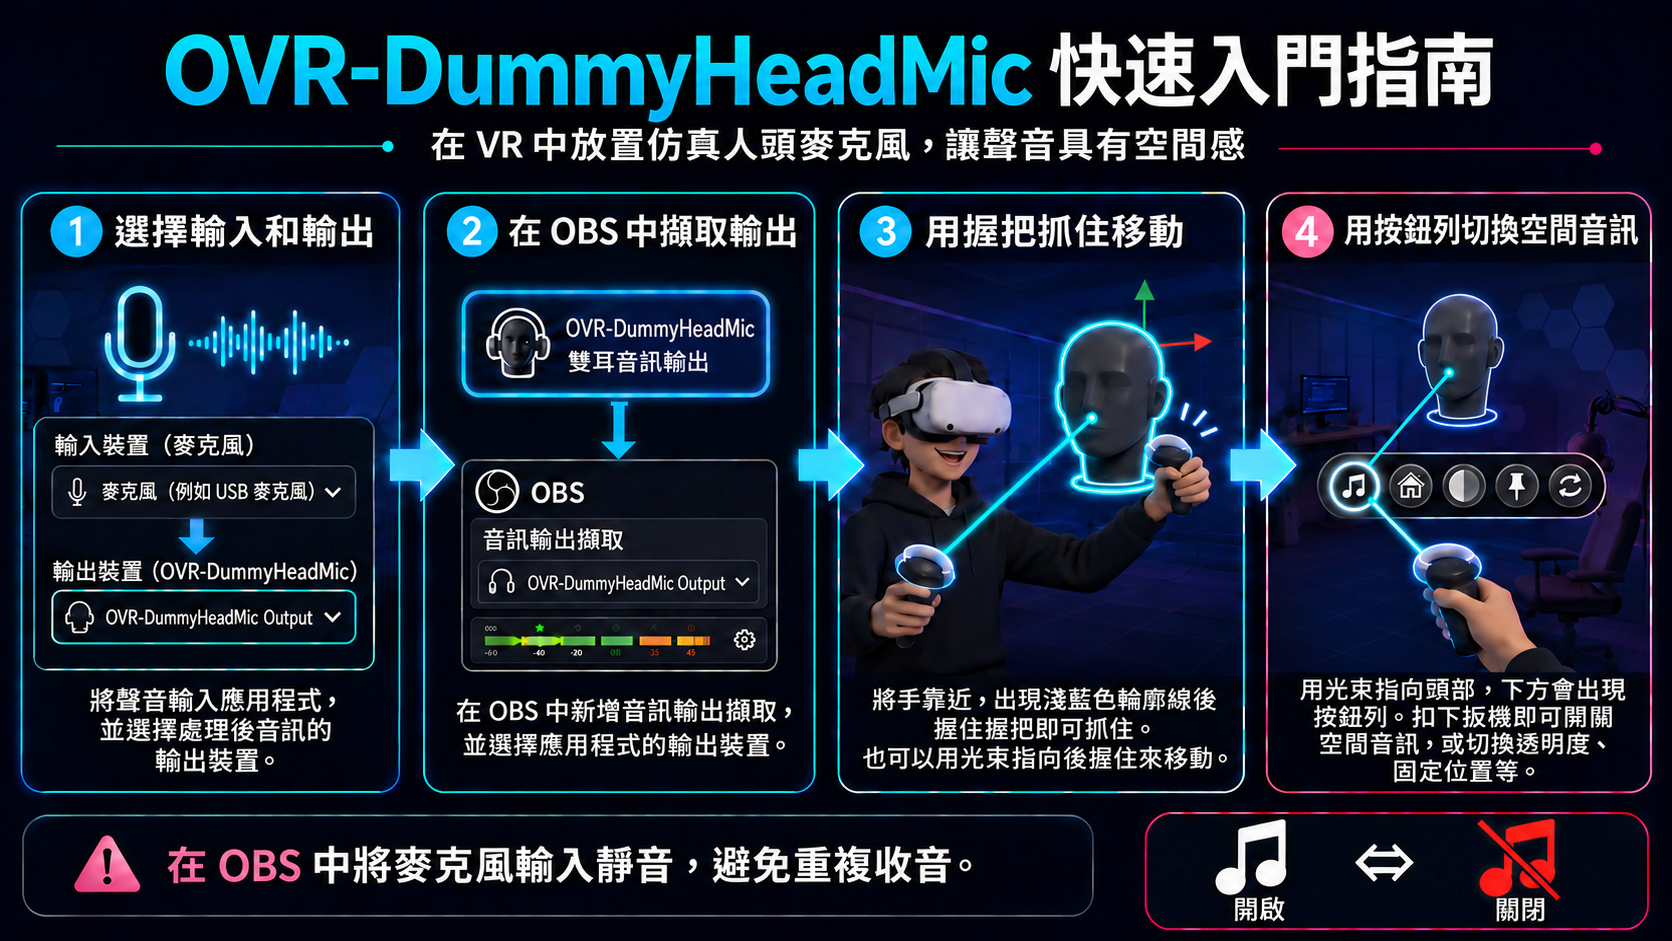 OVR-DummyHeadMic 快速入門指南
在 VR 中放置仿真人頭麥克風，讓聲音具有空間感
1 選擇輸入和輸出
輸入裝置（麥克風）
麥克風（例如 USB 麥克風）
輸出裝置（OVR-DummyHeadMic）
OVR-DummyHeadMic Output
將聲音輸入應用程式，
並選擇處理後音訊的
輸出裝置。
2 在 OBS 中擷取輸出
OVR-DummyHeadMic
雙耳音訊輸出
OBS
音訊輸出擷取
OVR-DummyHeadMic Output
-60 -40 -20 35 45
在 OBS 中新增音訊輸出擷取，
並選擇應用程式的輸出裝置。
3 用握把抓住移動
將手靠近，出現淺藍色輪廓線後
握住握把即可抓住。
也可以用光束指向後握住來移動。
4 用按鈕列切換空間音訊
用光束指向頭部，下方會出現
按鈕列。扣下扳機即可開關
空間音訊，或切換透明度、
固定位置等。
在 OBS 中將麥克風輸入靜音，避免重複收音。
開啟
關閉